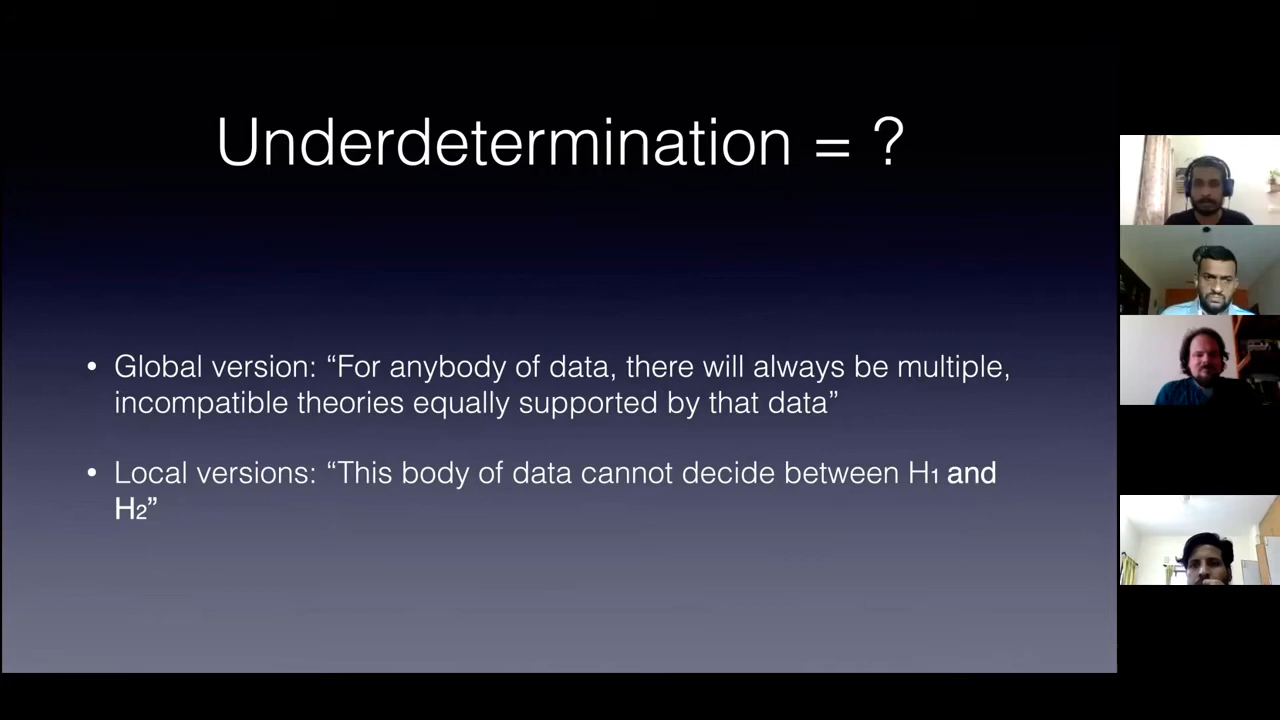 Underdetermination = ?
• Global version: “For anybody of data, there will always be multiple,
incompatible theories equally supported by that data”
• Local versions: “This body of data cannot decide between H1 and
H2”